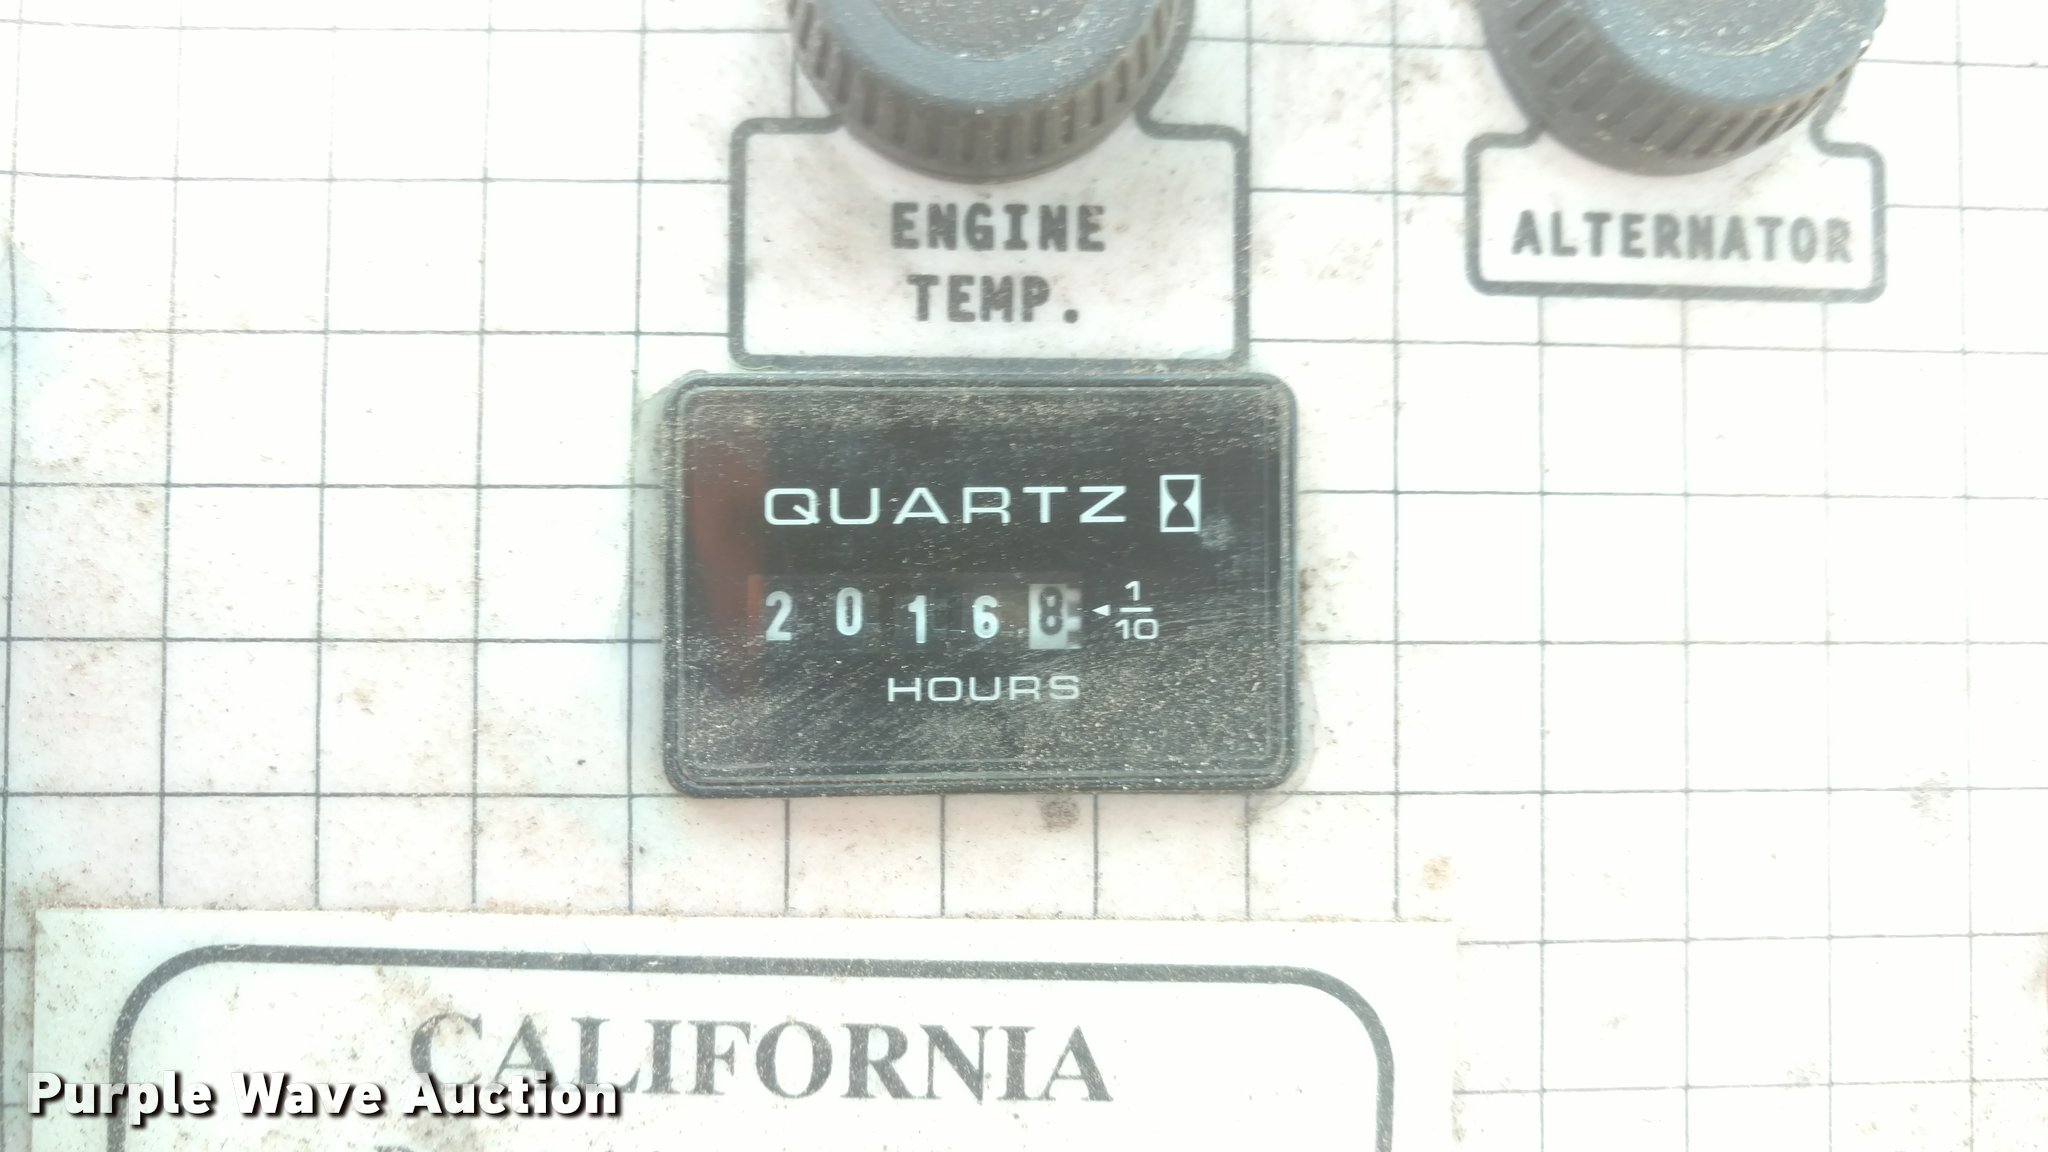 ENGINE
TEMP.
ALTERNATOR
QUARTZ
2 0 1 6 8 1/10
HOURS
CALIFORNIA
Purple Wave Auction